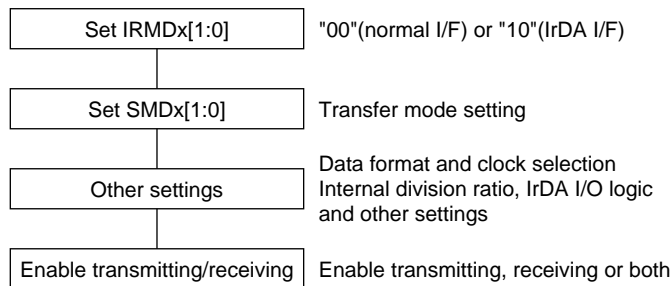 Set IRMDx[1:0]
"00"(normal I/F) or "10"(IrDA I/F)
Set SMDx[1:0]
Transfer mode setting
Other settings
Data format and clock selection
Internal division ratio, IrDA I/O logic
and other settings
Enable transmitting/receiving
Enable transmitting, receiving or both